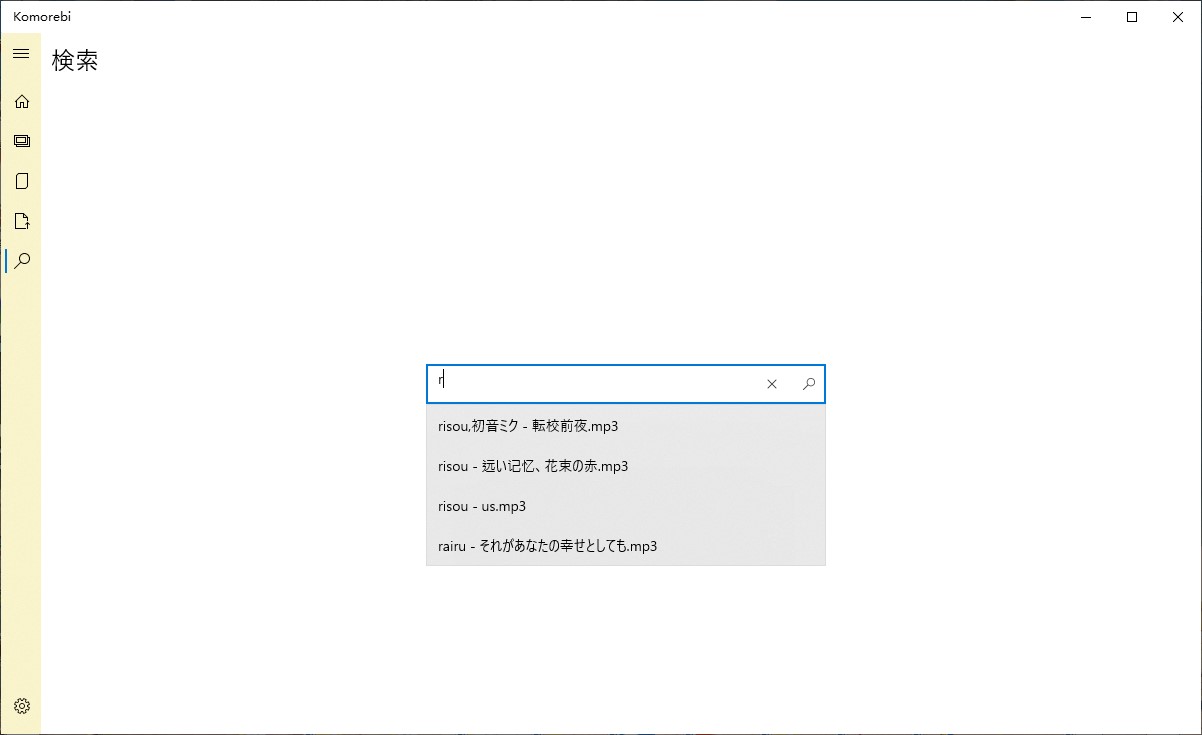 Komorebi
検索
r
risou,初音ミク - 転校前夜.mp3
risou - 远い记忆、花束の赤.mp3
risou - us.mp3
rairu - それがあなたの幸せとしても.mp3